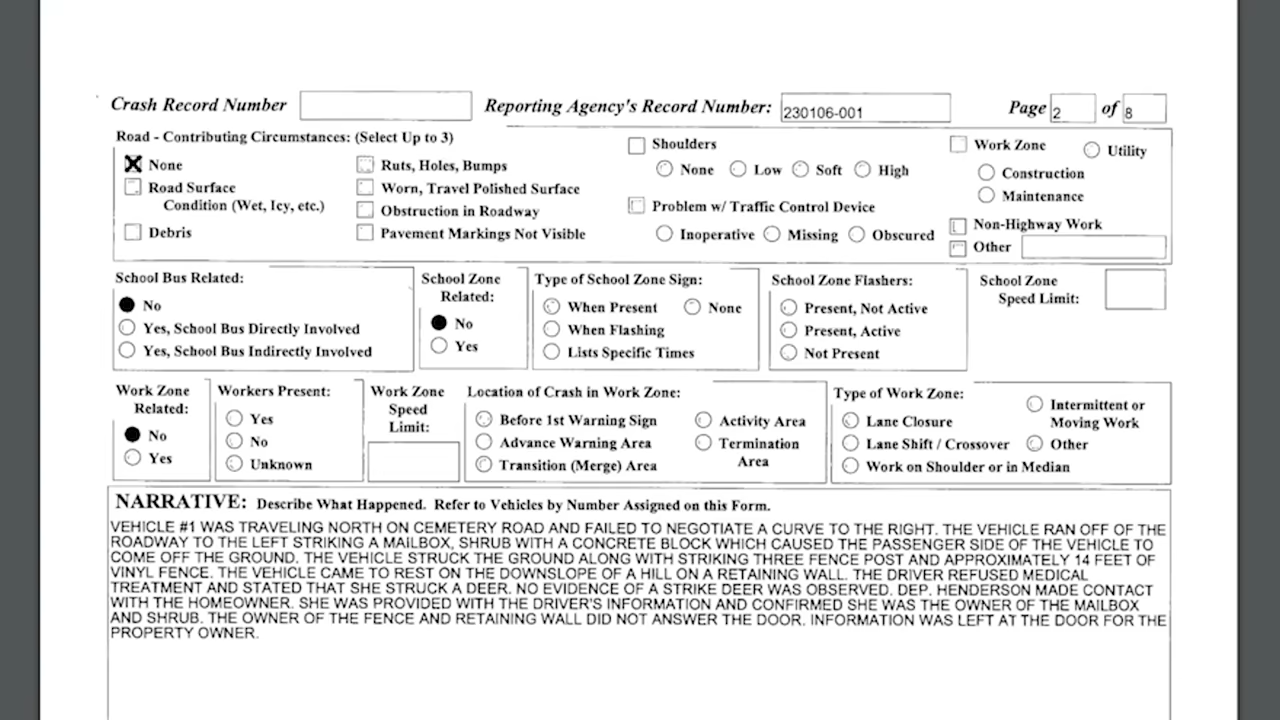 Crash Record Number Reporting Agency's Record Number: 230106-001 Page 2 of 8
Road - Contributing Circumstances: (Select Up to 3)
None
Road Surface
Condition (Wet, Icy, etc.)
Debris
Ruts, Holes, Bumps
Worn, Travel Polished Surface
Obstruction in Roadway
Pavement Markings Not Visible
Shoulders
None Low Soft High
Problem w/ Traffic Control Device
Inoperative Missing Obscured
Work Zone Utility
Construction
Maintenance
Non-Highway Work
Other
School Bus Related:
No
Yes, School Bus Directly Involved
Yes, School Bus Indirectly Involved
School Zone
Related:
No
Yes
Type of School Zone Sign:
When Present None
When Flashing
Lists Specific Times
School Zone Flashers:
Present, Not Active
Present, Active
Not Present
School Zone
Speed Limit:
Work Zone
Related:
No
Yes
Workers Present:
Yes
No
Unknown
Work Zone
Speed
Limit:
Location of Crash in Work Zone:
Before 1st Warning Sign
Advance Warning Area
Transition (Merge) Area
Activity Area
Termination
Area
Type of Work Zone:
Lane Closure
Lane Shift / Crossover
Work on Shoulder or in Median
Intermittent or
Moving Work
Other
NARRATIVE: Describe What Happened. Refer to Vehicles by Number Assigned on this Form.
VEHICLE #1 WAS TRAVELING NORTH ON CEMETERY ROAD AND FAILED TO NEGOTIATE A CURVE TO THE RIGHT. THE VEHICLE RAN OFF OF THE
ROADWAY TO THE LEFT STRIKING A MAILBOX, SHRUB WITH A CONCRETE BLOCK WHICH CAUSED THE PASSENGER SIDE OF THE VEHICLE TO
COME OFF THE GROUND. THE VEHICLE STRUCK THE GROUND ALONG WITH STRIKING THREE FENCE POST AND APPROXIMATELY 14 FEET OF
VINYL FENCE. THE VEHICLE CAME TO REST ON THE DOWNSLOPE OF A HILL ON A RETAINING WALL. THE DRIVER REFUSED MEDICAL
TREATMENT AND STATED THAT SHE STRUCK A DEER. NO EVIDENCE OF A STRIKE DEER WAS OBSERVED. DEP. HENDERSON MADE CONTACT
WITH THE HOMEOWNER. SHE WAS PROVIDED WITH THE DRIVER'S INFORMATION AND CONFIRMED SHE WAS THE OWNER OF THE MAILBOX
AND SHRUB. THE OWNER OF THE FENCE AND RETAINING WALL DID NOT ANSWER THE DOOR. INFORMATION WAS LEFT AT THE DOOR FOR THE
PROPERTY OWNER.